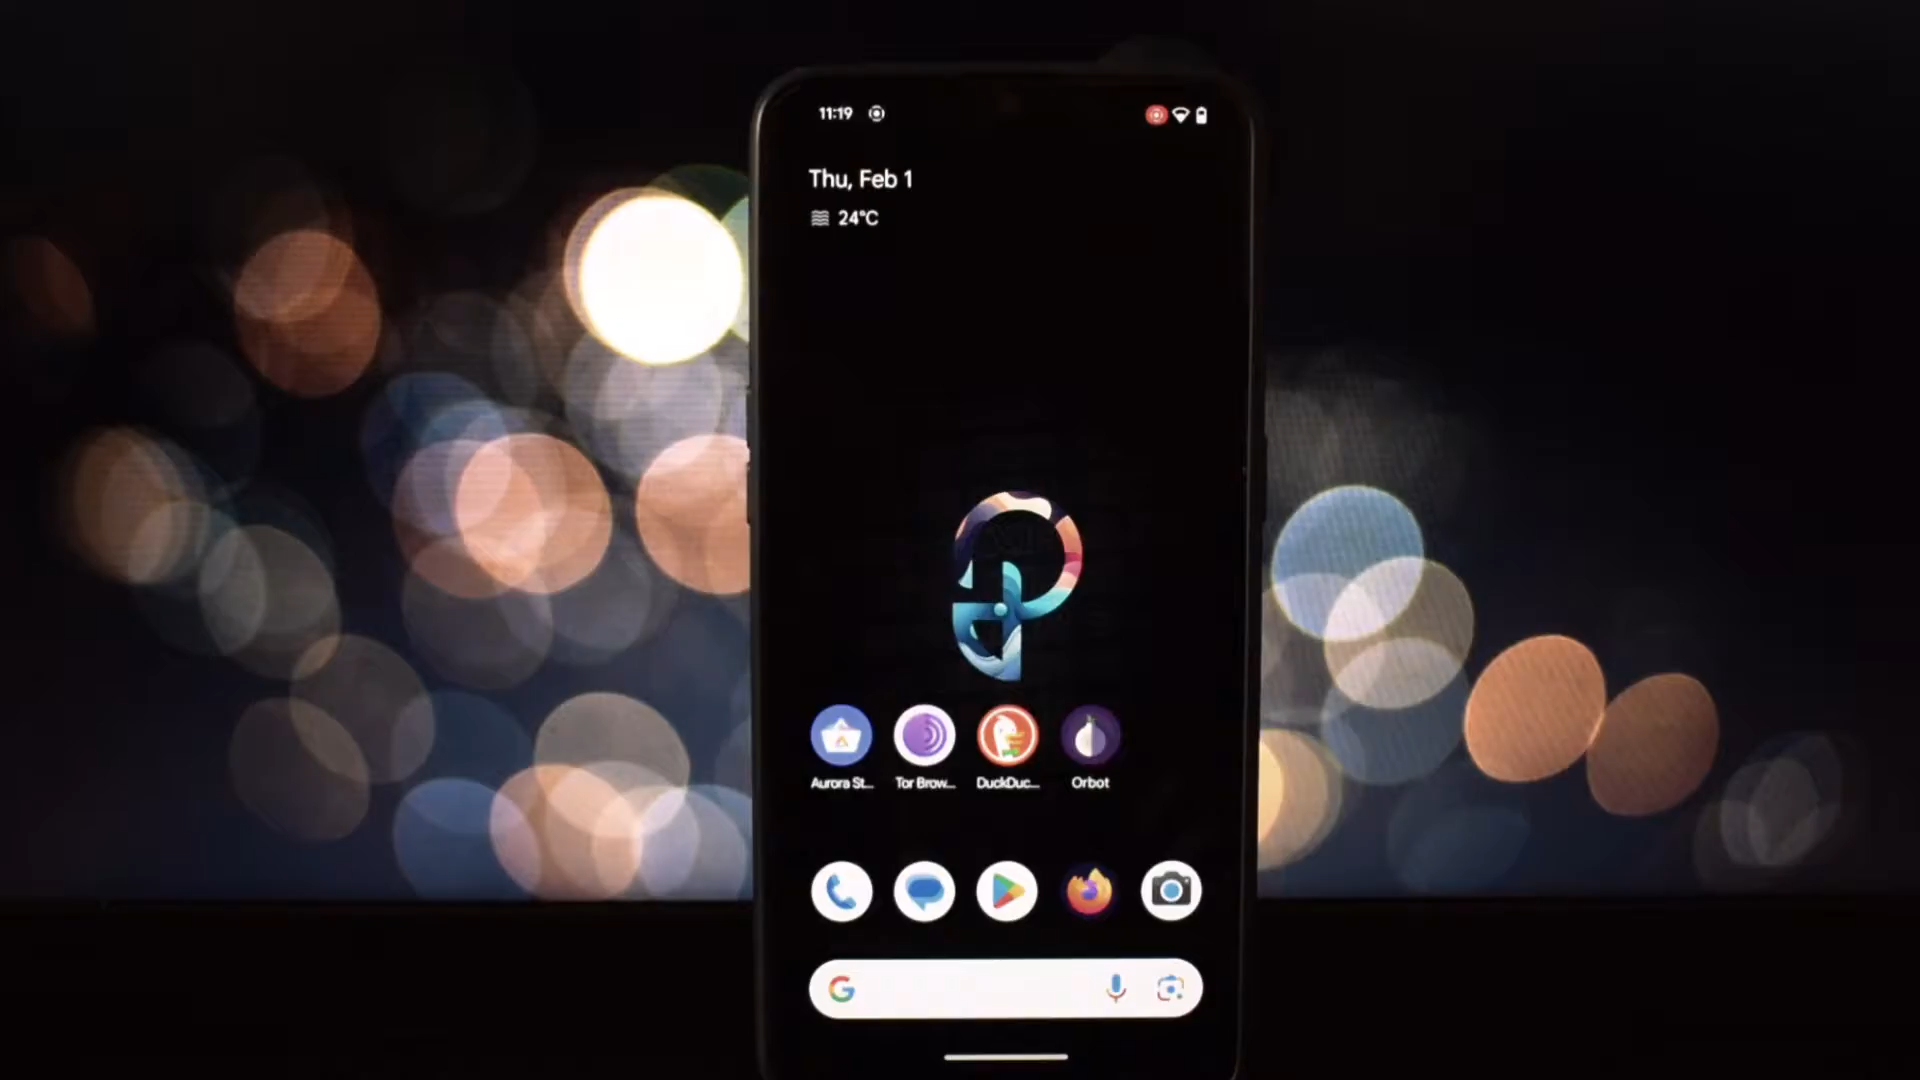 11:19
Thu, Feb 1
24°C
Aurora St...
Tor Brow...
DuckDuc...
Orbot